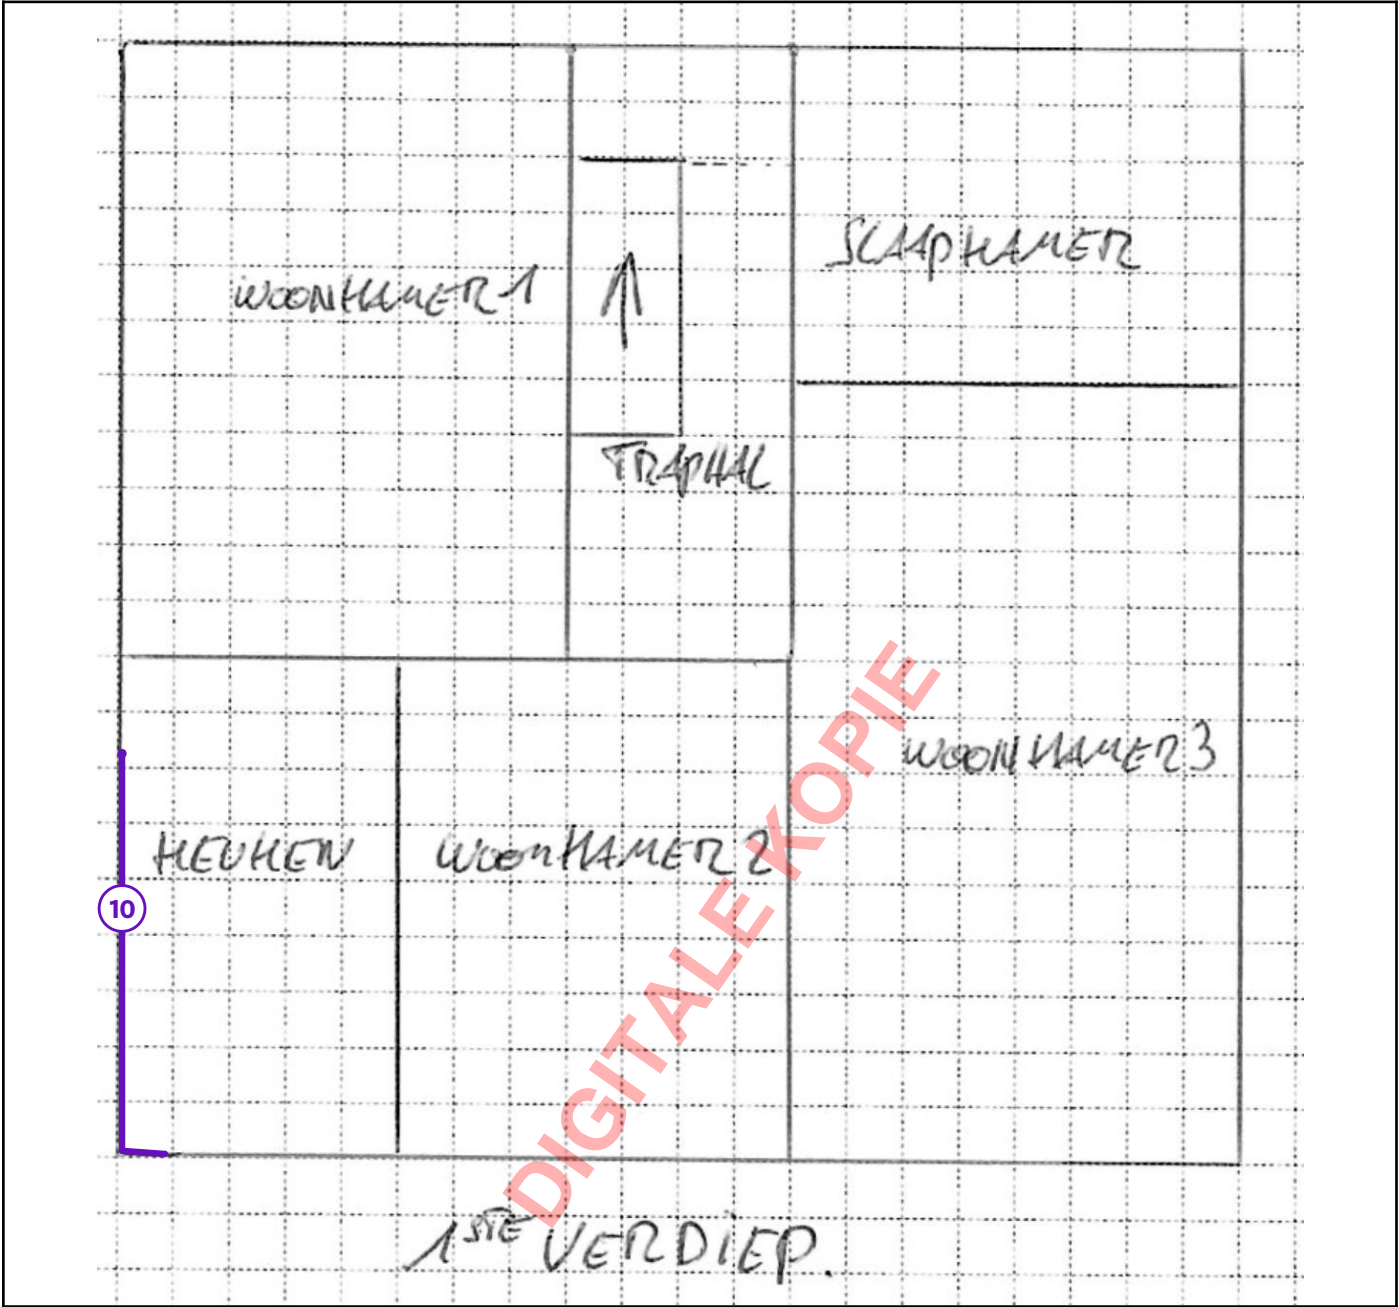 SLAAPKAMER
WOONKAMER 1
TRAPHAL
WOONKAMER 3
KEUKEN
WOONKAMER 2
10
DIGITALE KOPIE
1STE VERDIEP.